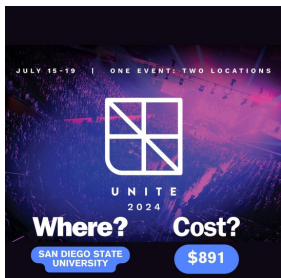 JULY 15-19 | ONE EVENT: TWO LOCATIONS
UNITE
2024
Where? Cost?
SAN DIEGO STATE
UNIVERSITY
$891